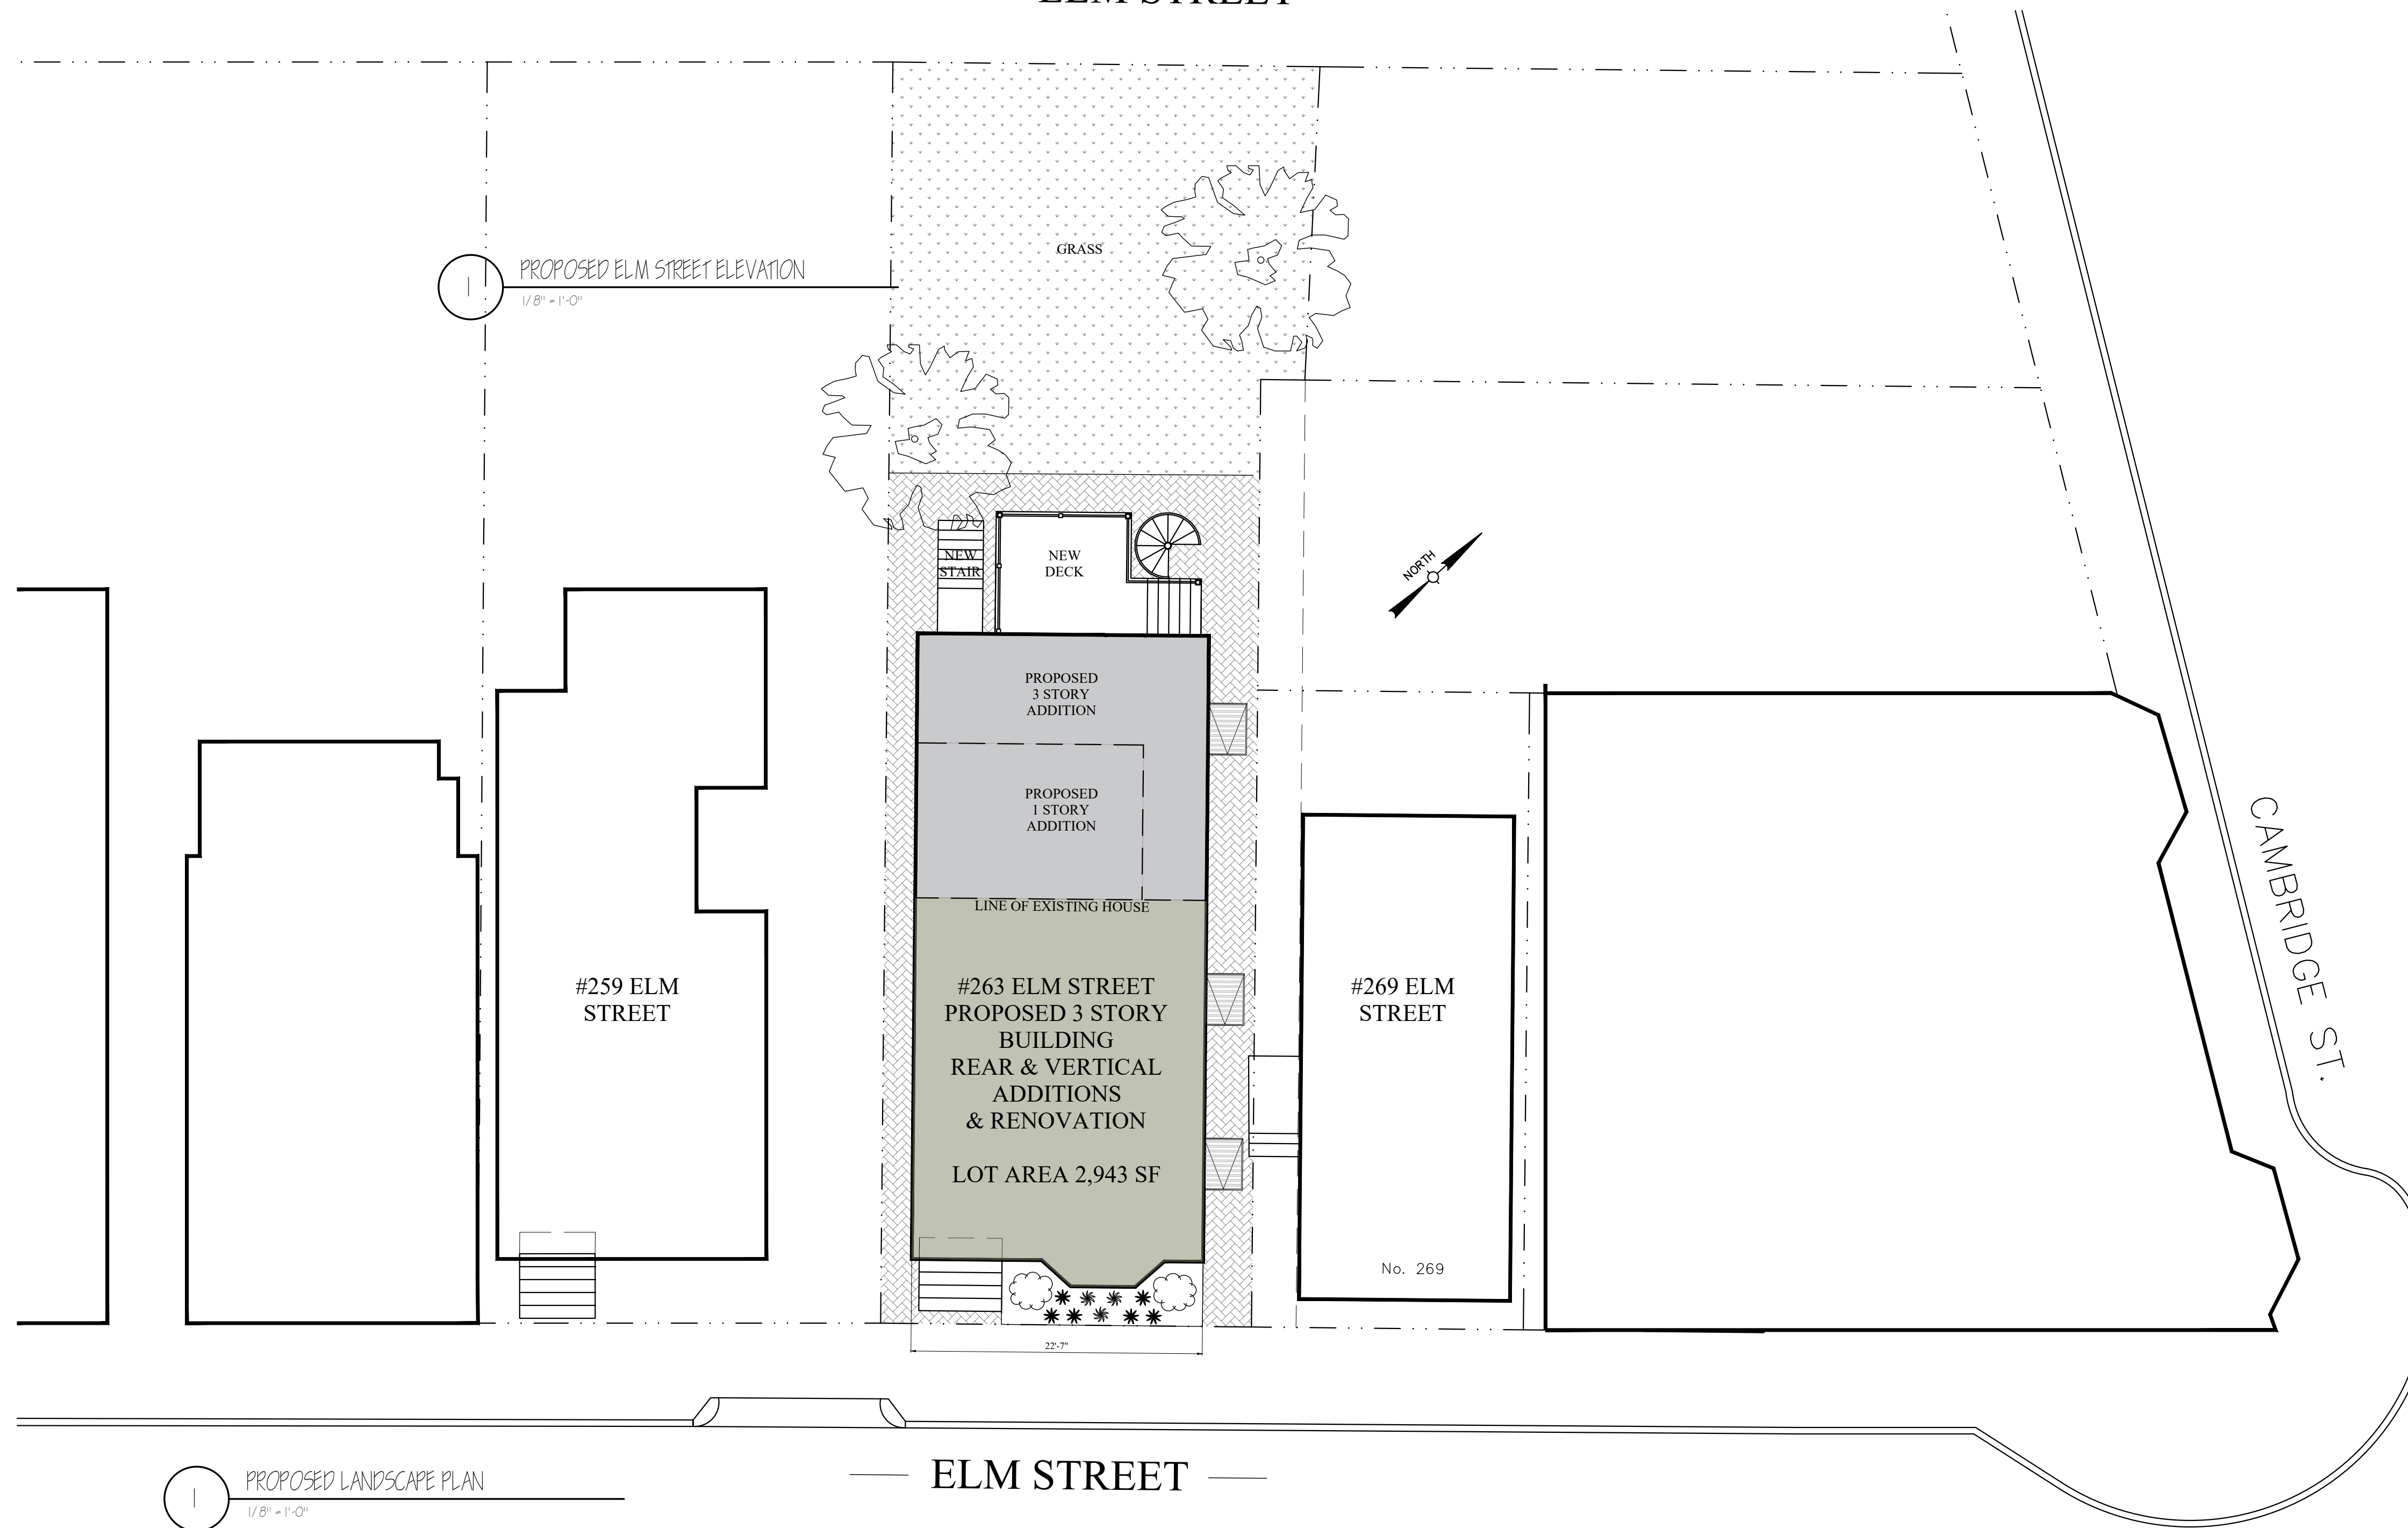 ELM STREET
PROPOSED ELM STREET ELEVATION
1/8" = 1'-0"
1
GRASS
NEW
STAIR
NEW
DECK
NORTH
PROPOSED
3 STORY
ADDITION
PROPOSED
1 STORY
ADDITION
LINE OF EXISTING HOUSE
#259 ELM
STREET
#263 ELM STREET
PROPOSED 3 STORY
BUILDING
REAR & VERTICAL
ADDITIONS
& RENOVATION
LOT AREA 2,943 SF
#269 ELM
STREET
No. 269
CAMBRIDGE ST.
22'-7"
ELM STREET
1
PROPOSED LANDSCAPE PLAN
1/8" = 1'-0"